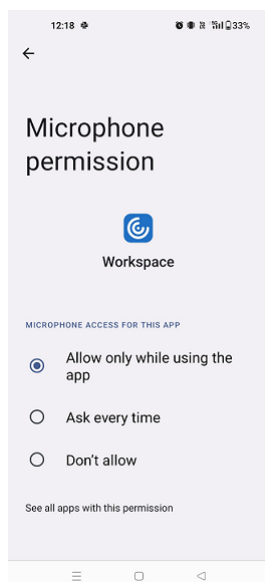 12:18
33%
Microphone
permission
Workspace
MICROPHONE ACCESS FOR THIS APP
Allow only while using the
app
Ask every time
Don't allow
See all apps with this permission